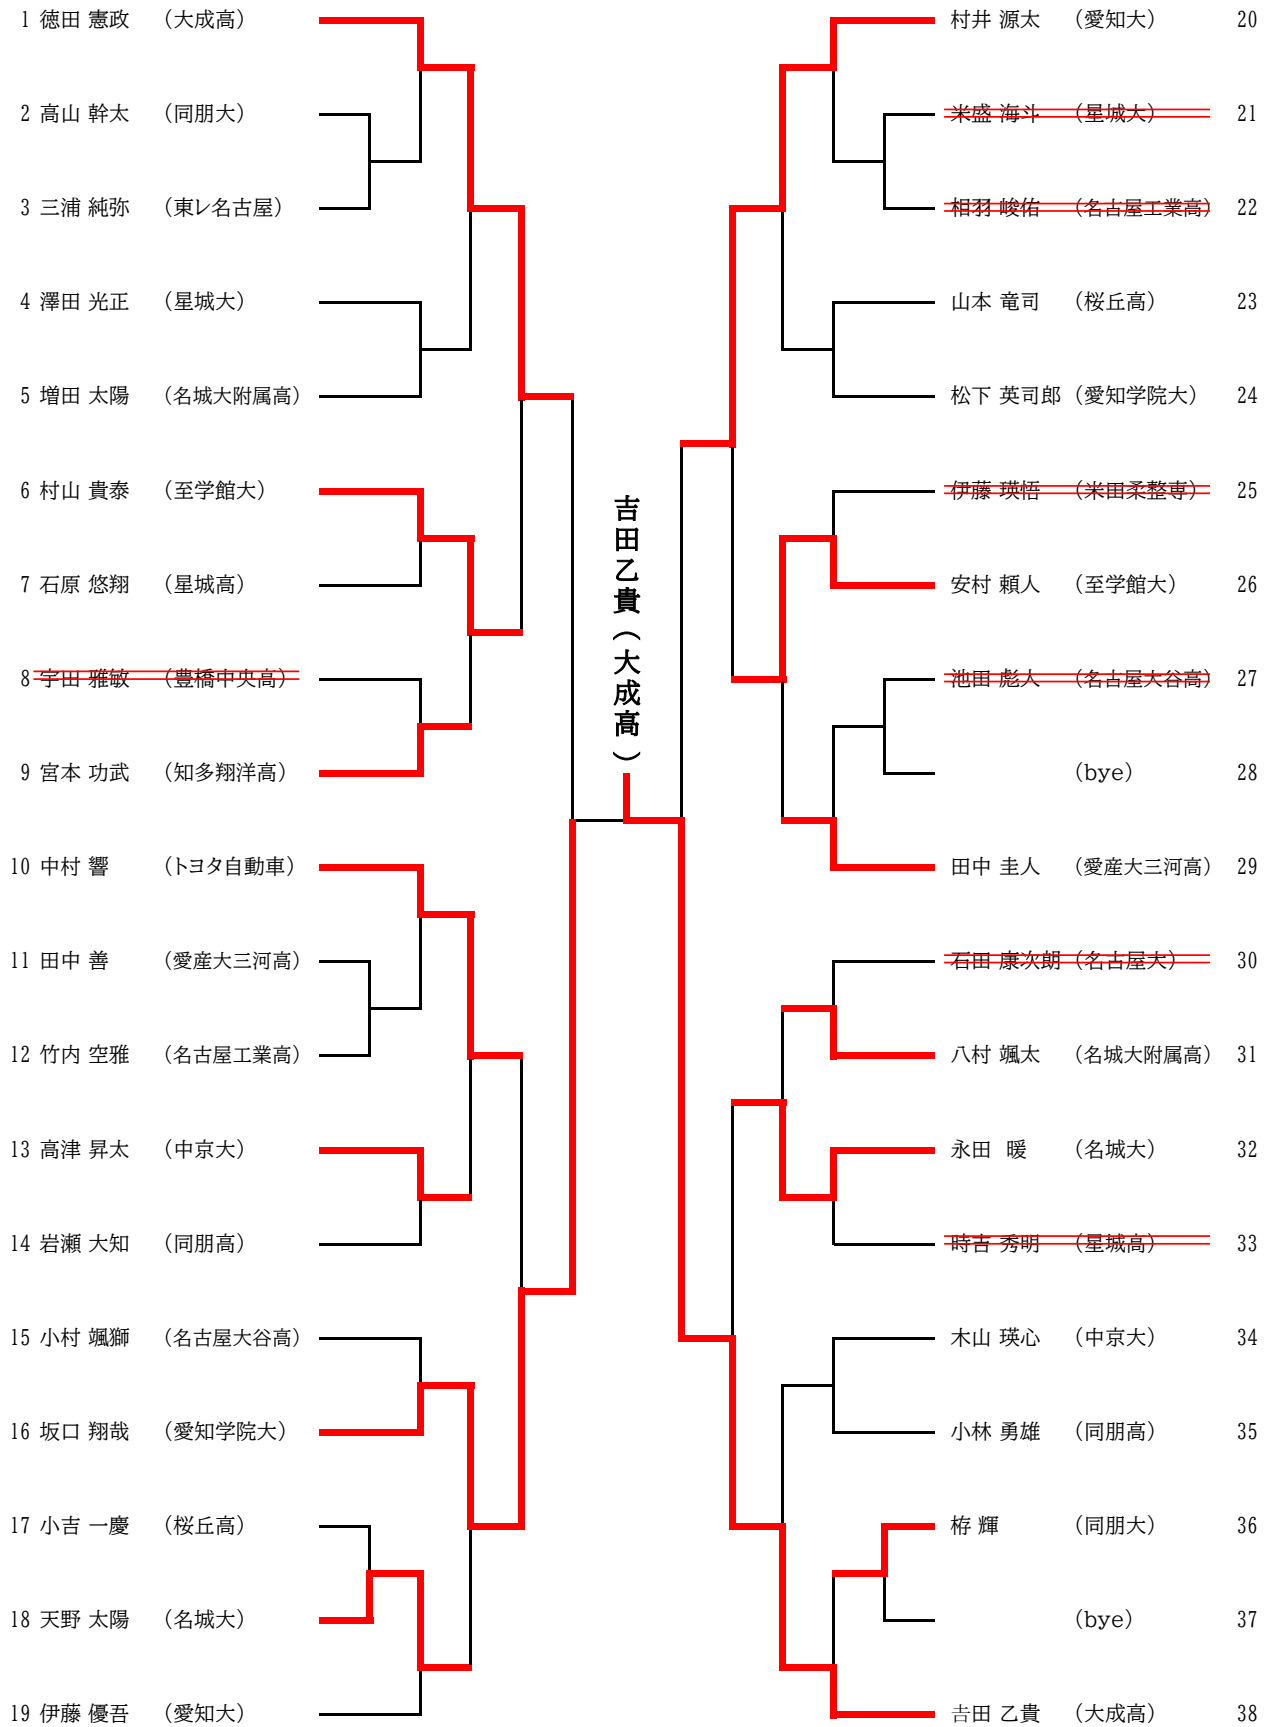 1 徳田 憲政 （大成高）
2 高山 幹太 （同朋大）
3 三浦 純弥 （東レ名古屋）
4 澤田 光正 （星城大）
5 増田 太陽 （名城大附属高）
6 村山 貴泰 （至学館大）
7 石原 悠翔 （星城高）
8 宇田 雅敏 （豊橋中央高）
9 宮本 功武 （知多翔洋高）
10 中村 響 （トヨタ自動車）
11 田中 善 （愛産大三河高）
12 竹内 空雅 （名古屋工業高）
13 高津 昇太 （中京大）
14 岩瀬 大知 （同朋高）
15 小村 颯獅 （名古屋大谷高）
16 坂口 翔哉 （愛知学院大）
17 小吉 一慶 （桜丘高）
18 天野 太陽 （名城大）
19 伊藤 優吾 （愛知大）
吉田乙貴（大成高）
村井 源太 （愛知大） 20
米盛 海斗 （星城大） 21
相羽 峻佑 （名古屋工業高） 22
山本 竜司 （桜丘高） 23
松下 英司郎 （愛知学院大） 24
伊藤 瑛悟 （米田柔整専） 25
安村 頼人 （至学館大） 26
池田 彪人 （名古屋大谷高） 27
（bye） 28
田中 圭人 （愛産大三河高） 29
石田 康次朗 （名古屋大） 30
八村 颯太 （名城大附属高） 31
永田 暖 （名城大） 32
時吉 秀明 （星城高） 33
木山 瑛心 （中京大） 34
小林 勇雄 （同朋高） 35
栫 輝 （同朋大） 36
（bye） 37
吉田 乙貴 （大成高） 38